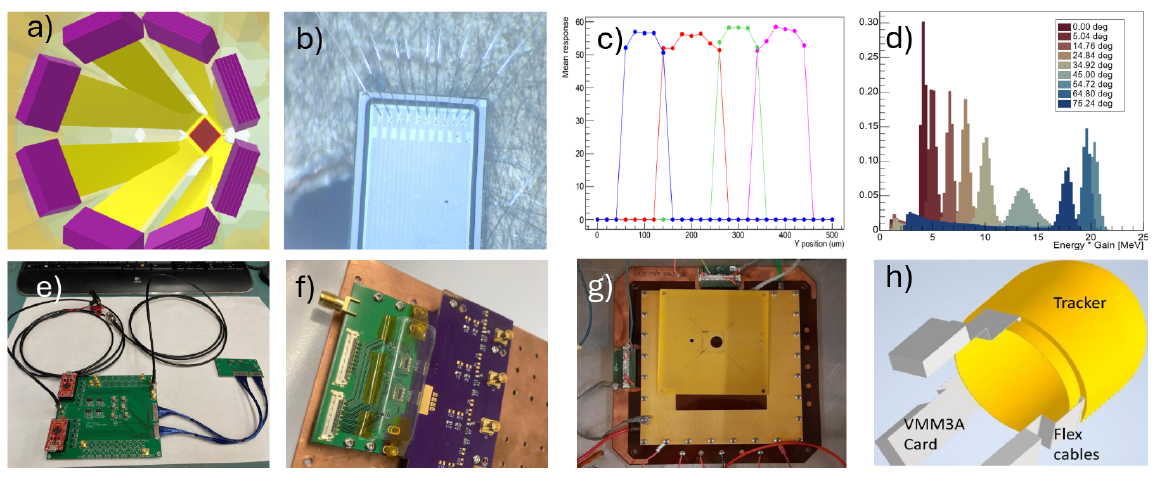 a)
b)
c)
Mean response
60
50
40
30
20
10
0
0 100 200 300 400 500
Y position (um)
d)
0.30
0.25
0.20
0.15
0.10
0.05
0.00
0 5 10 15 20 25
Energy * Gain [MeV]
0.00 deg
5.04 deg
14.76 deg
24.84 deg
34.92 deg
45.00 deg
54.72 deg
64.80 deg
75.24 deg
e)
f)
g)
h)
Tracker
VMM3A
Card
Flex
cables